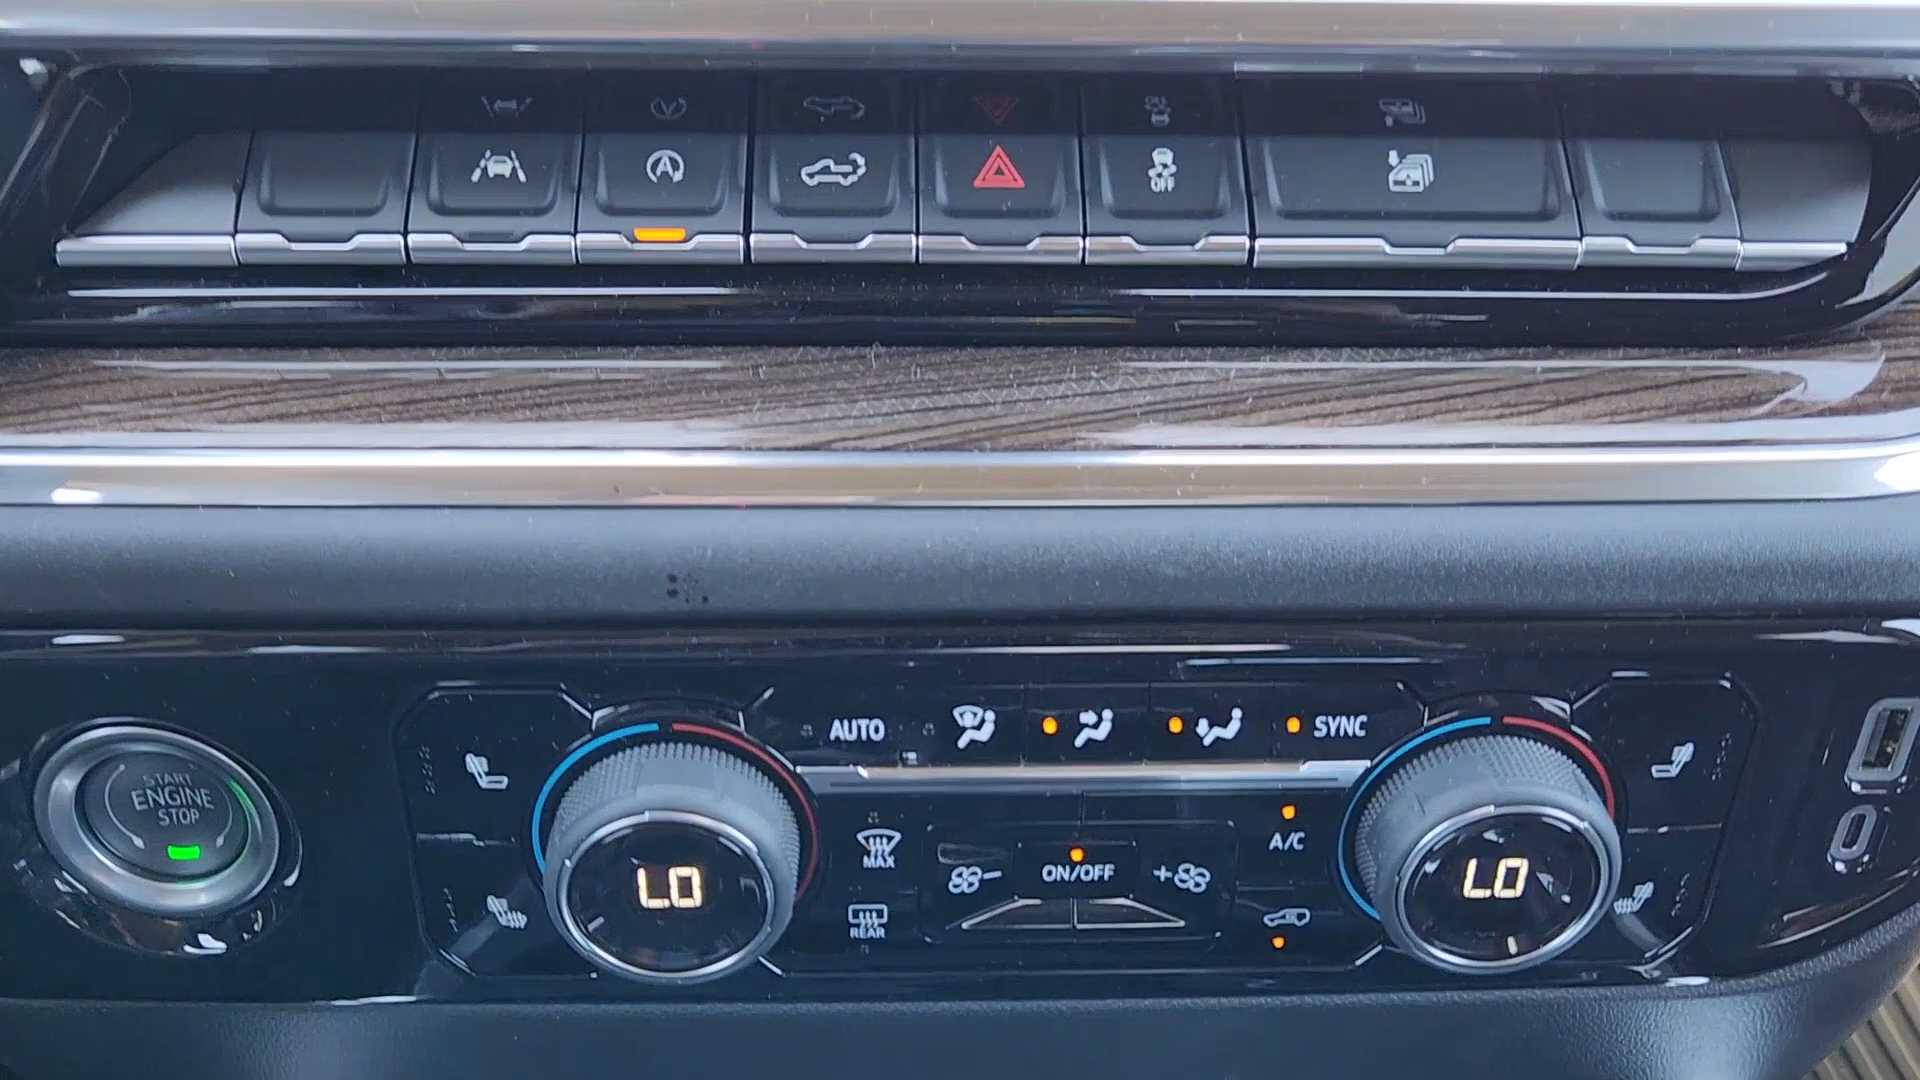 A
OFF
AUTO
SYNC
START
ENGINE
STOP
MAX
A/C
LO
ON/OFF
LO
-
+
REAR